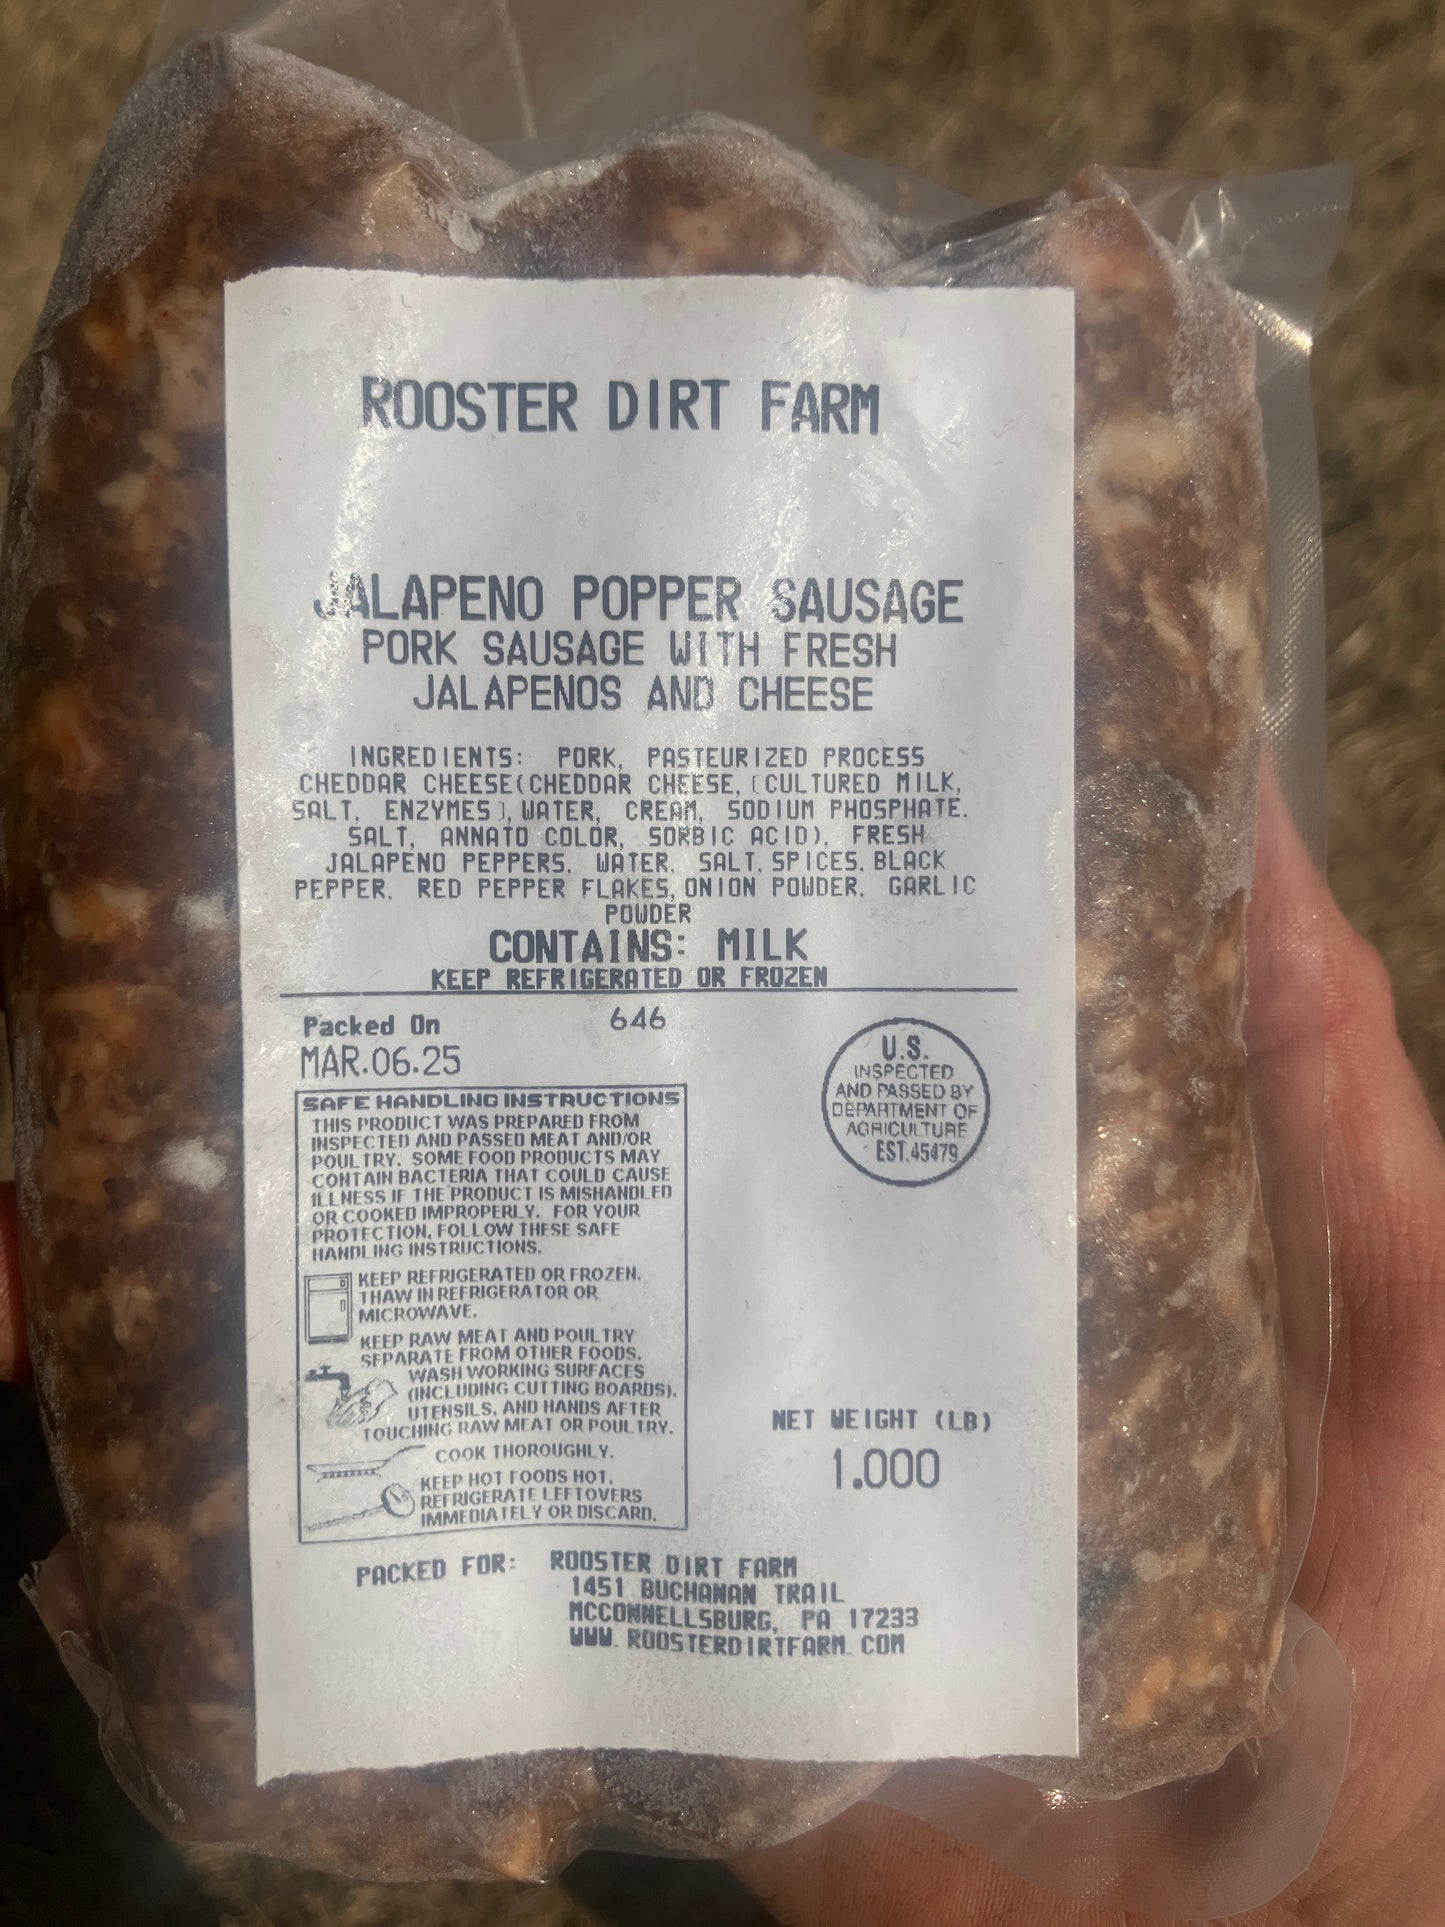 ROOSTER DIRT FARM
JALAPENO POPPER SAUSAGE
PORK SAUSAGE WITH FRESH
JALAPENOS AND CHEESE
INGREDIENTS: PORK, PASTEURIZED PROCESS
CHEDDAR CHEESE(CHEDDAR CHEESE, [CULTURED MILK,
SALT, ENZYMES], WATER, CREAM, SODIUM PHOSPHATE.
SALT, ANNATO COLOR, SORBIC ACID), FRESH
JALAPENO PEPPERS, WATER, SALT, SPICES, BLACK
PEPPER, RED PEPPER FLAKES, ONION POWDER, GARLIC
POWDER
CONTAINS: MILK
KEEP REFRIGERATED OR FROZEN
Packed On 646
MAR.06.25
U.S.
INSPECTED
AND PASSED BY
DEPARTMENT OF
AGRICULTURE
EST.45479
SAFE HANDLING INSTRUCTIONS
THIS PRODUCT WAS PREPARED FROM
INSPECTED AND PASSED MEAT AND/OR
POULTRY. SOME FOOD PRODUCTS MAY
CONTAIN BACTERIA THAT COULD CAUSE
ILLNESS IF THE PRODUCT IS MISHANDLED
OR COOKED IMPROPERLY. FOR YOUR
PROTECTION, FOLLOW THESE SAFE
HANDLING INSTRUCTIONS.
KEEP REFRIGERATED OR FROZEN.
THAW IN REFRIGERATOR OR
MICROWAVE.
KEEP RAW MEAT AND POULTRY
SEPARATE FROM OTHER FOODS.
WASH WORKING SURFACES
(INCLUDING CUTTING BOARDS),
UTENSILS, AND HANDS AFTER
TOUCHING RAW MEAT OR POULTRY.
COOK THOROUGHLY.
KEEP HOT FOODS HOT.
REFRIGERATE LEFTOVERS
IMMEDIATELY OR DISCARD.
NET WEIGHT (LB)
1.000
PACKED FOR: ROOSTER DIRT FARM
1451 BUCHANAN TRAIL
MCCONNELLSBURG, PA 17233
WWW.ROOSTERDIRTFARM.COM